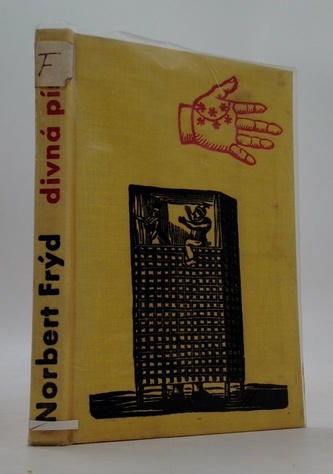 F
Norbert Frýd divná pí